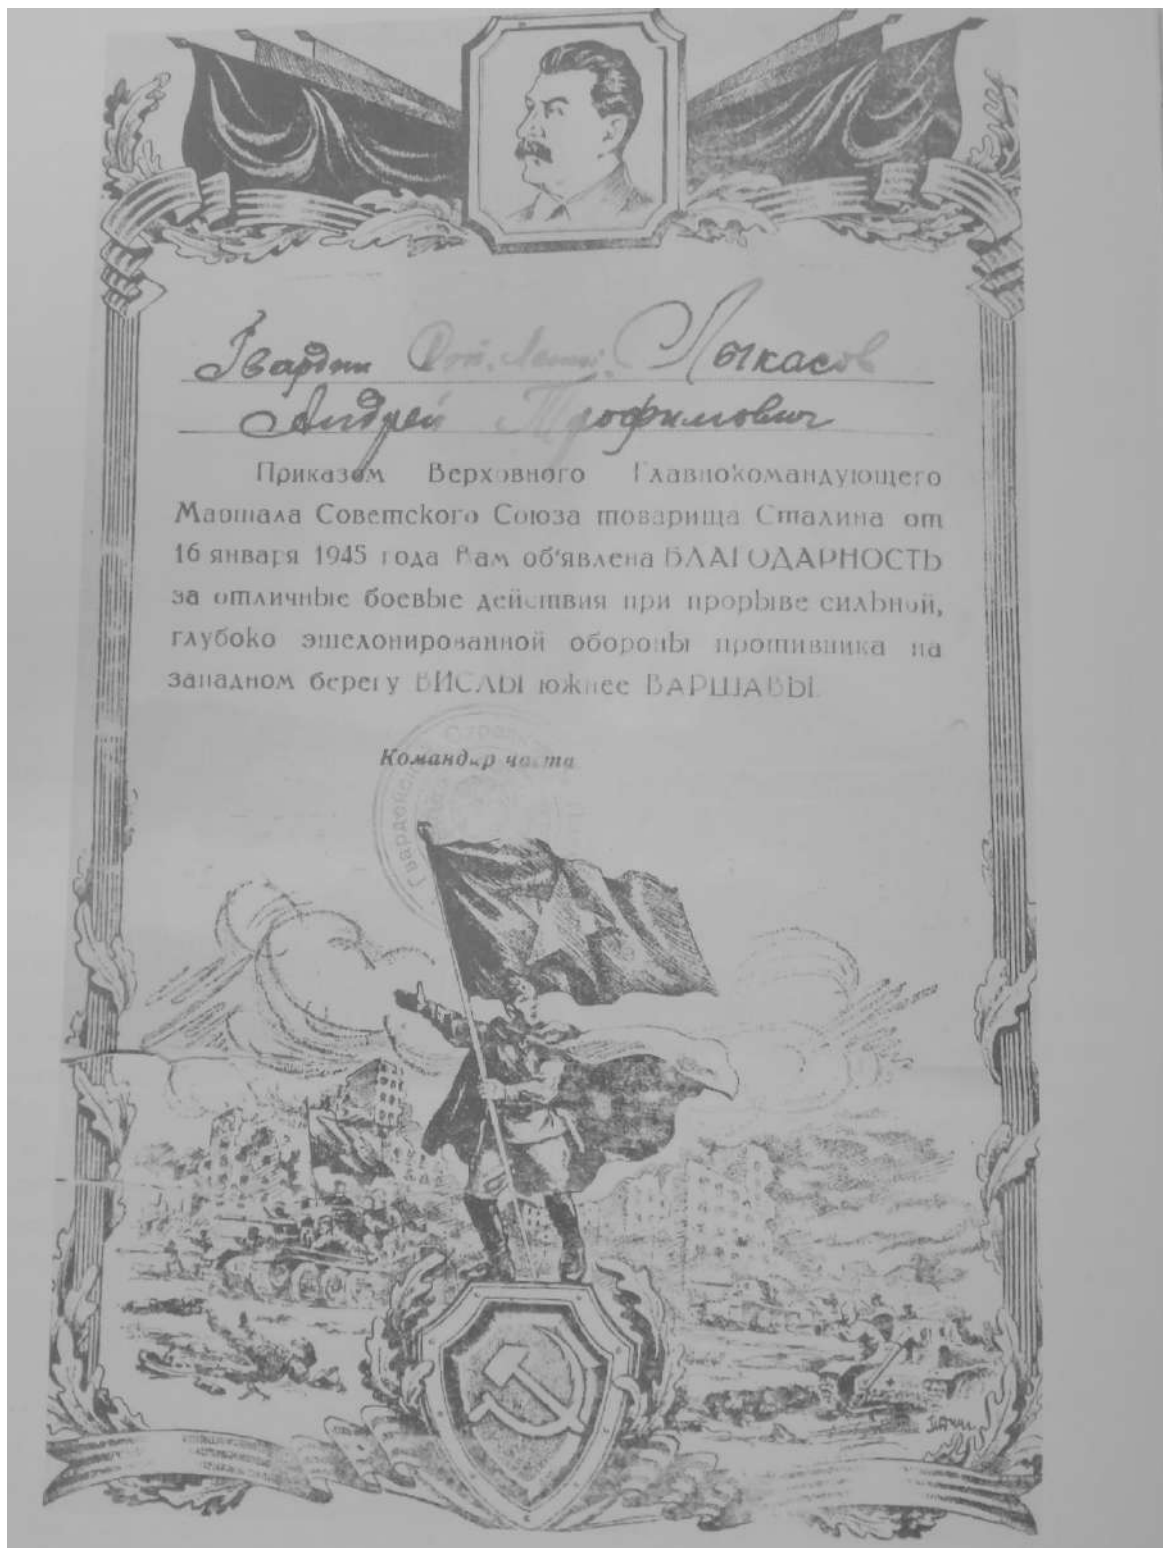 Гвардии Лыкасов
Андрей Трофимович
Приказом Верховного Главнокомандующего
Маршала Советского Союза товарища Сталина от
16 января 1945 года Вам об'явлена БЛАГОДАРНОСТЬ
за отличные боевые действия при прорыве сильной,
глубоко эшелонированной обороны противника на
западном берегу ВИСЛЫ южнее ВАРШАВЫ.
Командир части